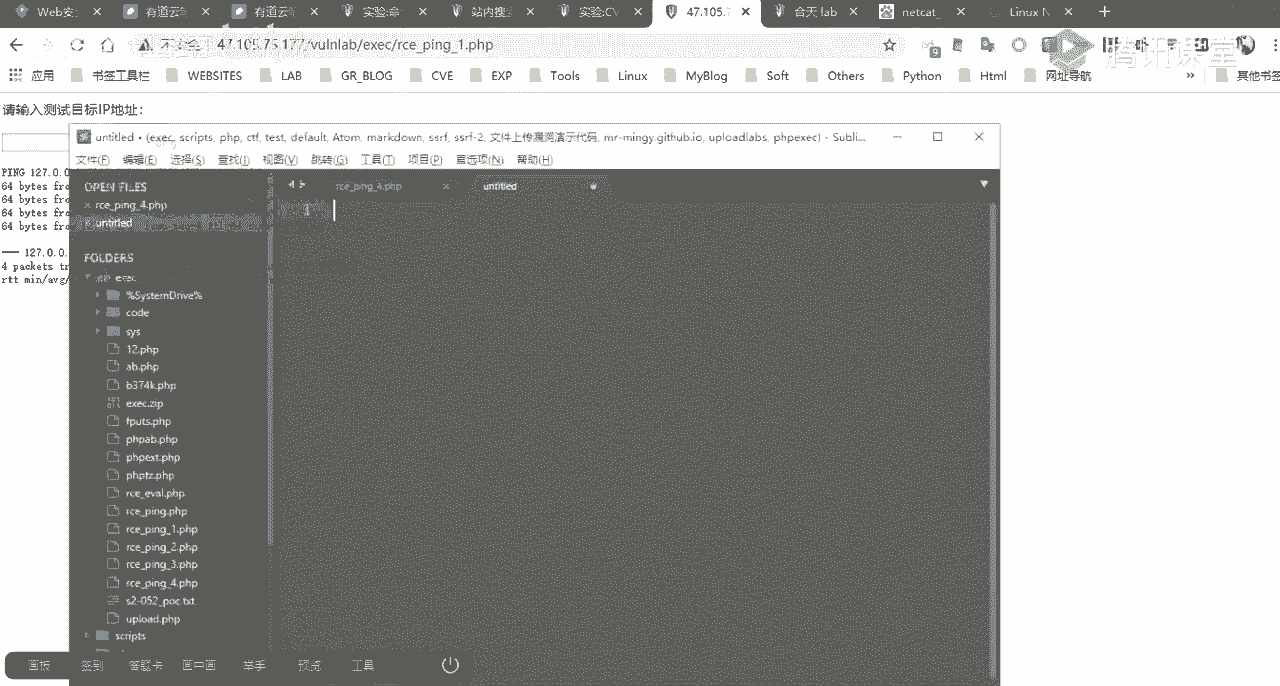 Web安 有道云 有道云笔 实验:命 站内搜 实验:CV 47.105.7 合天 lab netcat_ Linux N
不安全 47.105.75.177/vulnlab/exec/rce_ping_1.php
应用 书签工具栏 WEBSITES LAB GR_BLOG CVE EXP Tools Linux MyBlog Soft Others Python Html 网址导航 » 其他书签
腾讯课堂
请输入测试目标IP地址:
PING 127.0.
64 bytes fro
64 bytes fro
64 bytes fro
64 bytes fro
--- 127.0.0.
4 packets tr
rtt min/avg/
untitled • (exec, scripts, php, ctf, test, default, Atom, markdown, ssrf, ssrf-2, 文件上传漏洞演示代码, mr-mingy.github.io, uploadlabs, phpexec) - Sublim...
文件(F) 编辑(E) 选择(S) 查找(I) 视图(V) 跳转(G) 工具(T) 项目(P) 首选项(N) 帮助(H)
OPEN FILES
rce_ping_4.php
untitled
rce_ping_4.php untitled
1
FOLDERS
exec
%SystemDrive%
code
sys
12.php
ab.php
b374k.php
exec.zip
fputs.php
phpab.php
phpext.php
phptz.php
rce_eval.php
rce_ping.php
rce_ping_1.php
rce_ping_2.php
rce_ping_3.php
rce_ping_4.php
s2-052_poc.txt
upload.php
scripts
画板 签到 答题卡 画中画 举手 预览 工具